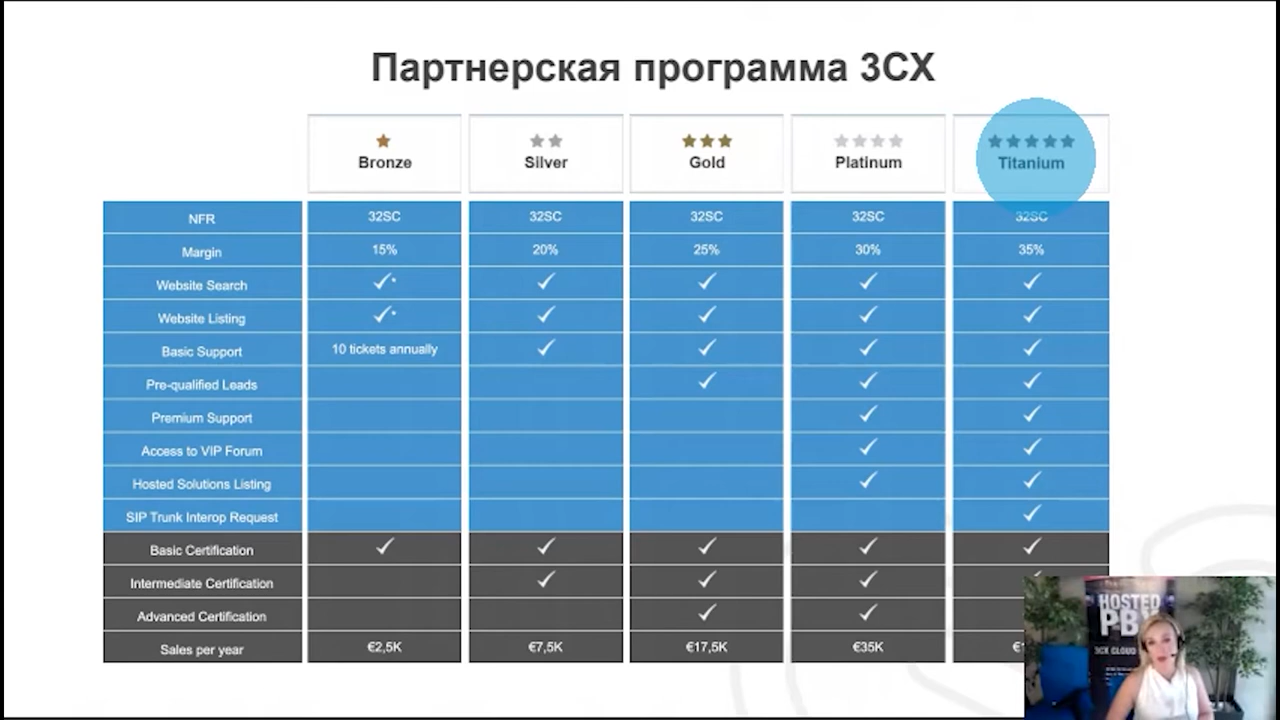 Партнерская программа 3CX
Bronze Silver Gold Platinum Titanium
NFR 32SC 32SC 32SC 32SC 32SC
Margin 15% 20% 25% 30% 35%
Website Search ✓* ✓ ✓ ✓ ✓
Website Listing ✓* ✓ ✓ ✓ ✓
Basic Support 10 tickets annually ✓ ✓ ✓ ✓
Pre-qualified Leads ✓ ✓ ✓
Premium Support ✓ ✓
Access to VIP Forum ✓ ✓
Hosted Solutions Listing ✓ ✓
SIP Trunk Interop Request ✓
Basic Certification ✓ ✓ ✓ ✓ ✓
Intermediate Certification ✓ ✓ ✓ ✓
Advanced Certification ✓ ✓
Sales per year €2,5K €7,5K €17,5K €35K
HOSTED
3CX CLOUD